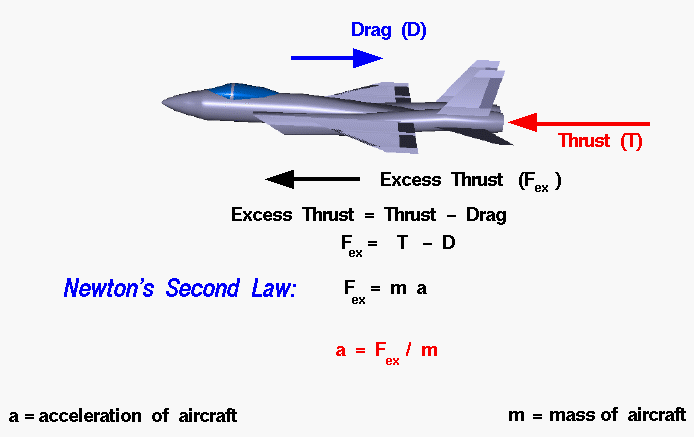 Drag (D)
Thrust (T)
Excess Thrust (Fex)
Excess Thrust = Thrust – Drag
Fex = T – D
Newton's Second Law: Fex = m a
a = Fex / m
a = acceleration of aircraft
m = mass of aircraft